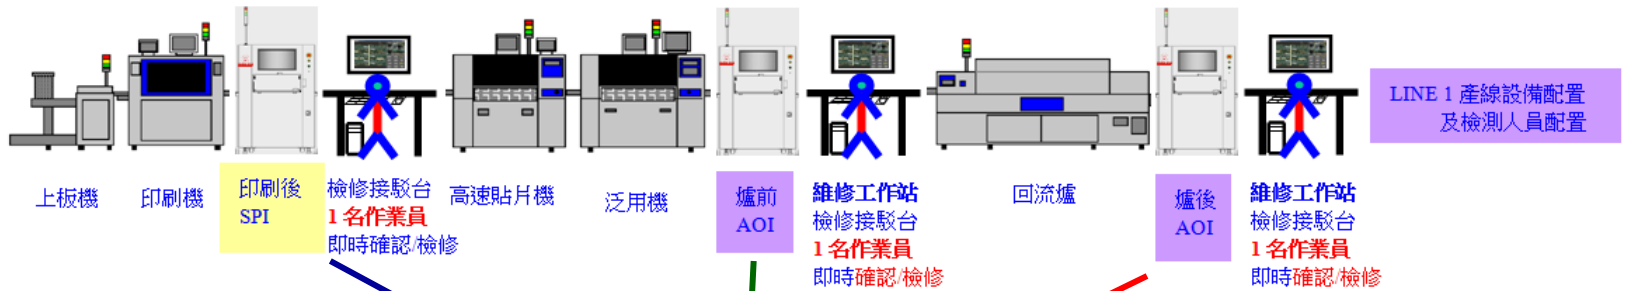 LINE 1 產線設備配置
及檢測人員配置
上板機
印刷機
印刷後
SPI
檢修接駁台
1 名作業員
即時確認/檢修
高速貼片機
泛用機
爐前
AOI
維修工作站
檢修接駁台
1 名作業員
即時確認/檢修
回流爐
爐後
AOI
維修工作站
檢修接駁台
1 名作業員
即時確認/檢修